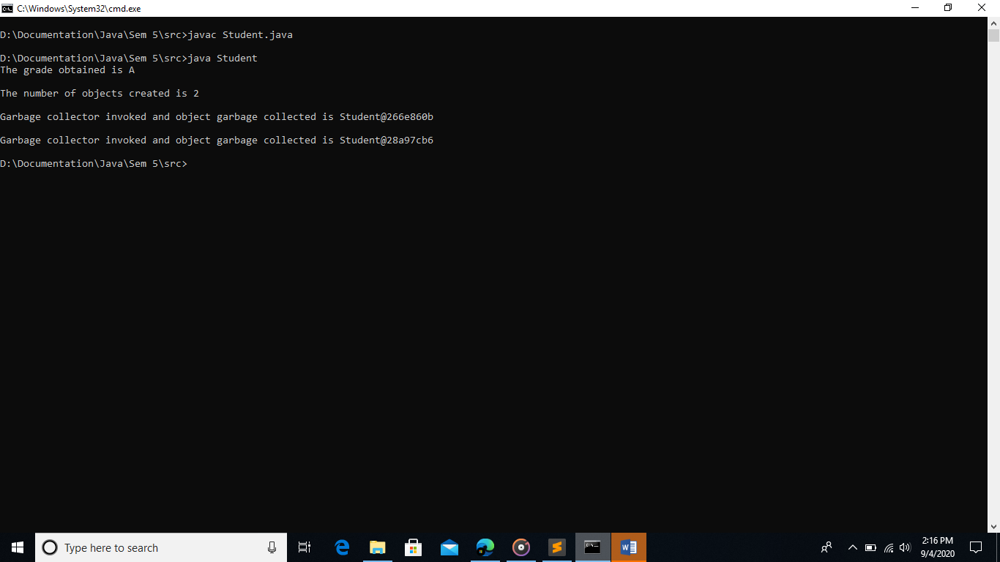 C:\Windows\System32\cmd.exe
D:\Documentation\Java\Sem 5\src>javac Student.java
D:\Documentation\Java\Sem 5\src>java Student
The grade obtained is A
The number of objects created is 2
Garbage collector invoked and object garbage collected is Student@266e860b
Garbage collector invoked and object garbage collected is Student@28a97cb6
D:\Documentation\Java\Sem 5\src>
Type here to search
2:16 PM
9/4/2020